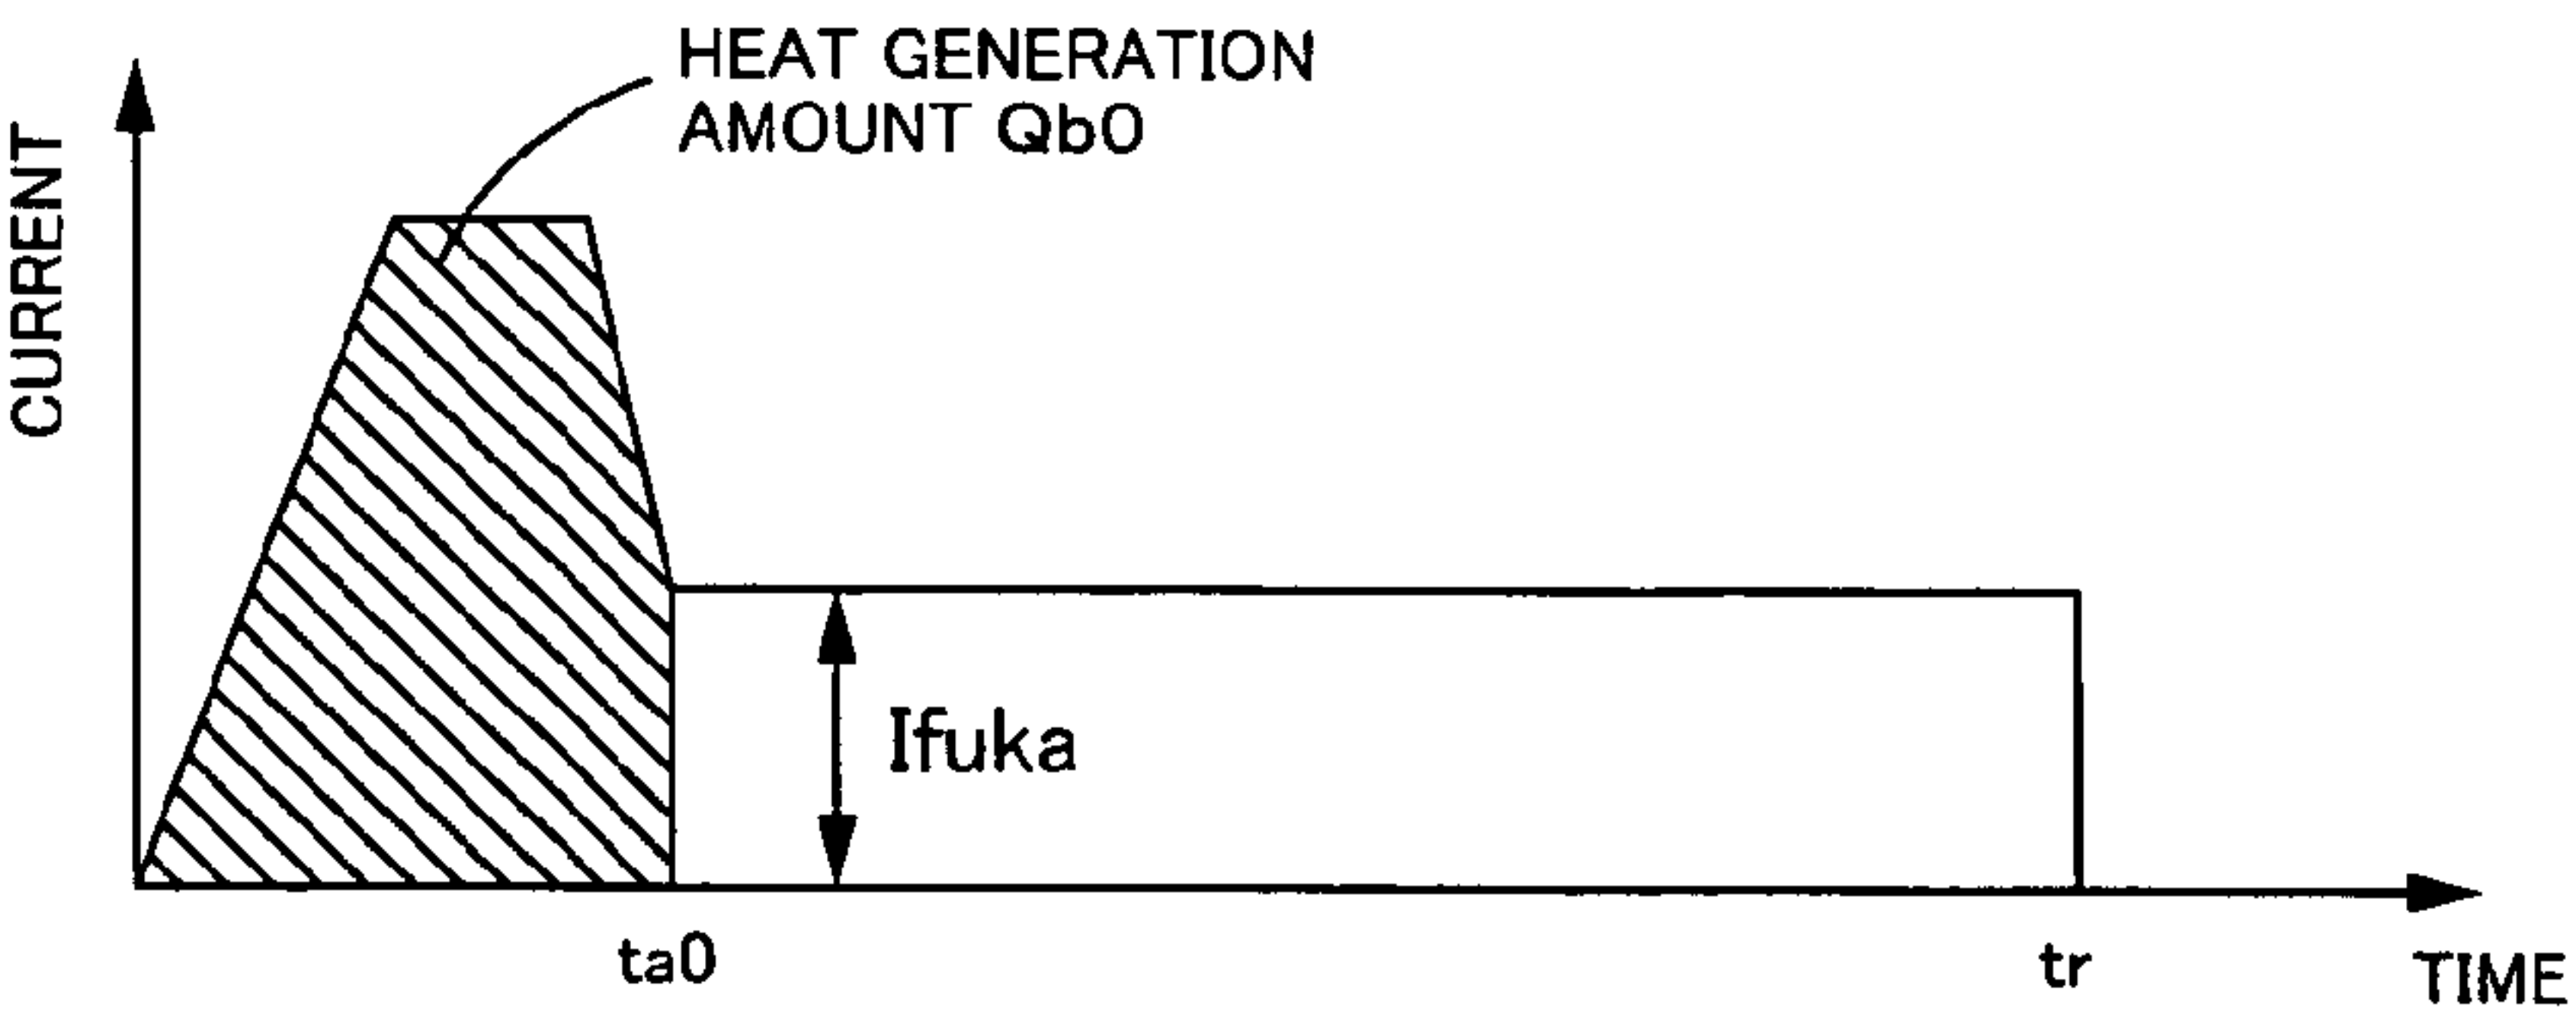 HEAT GENERATION
AMOUNT Qb0
CURRENT
Ifuka
ta0
tr
TIME